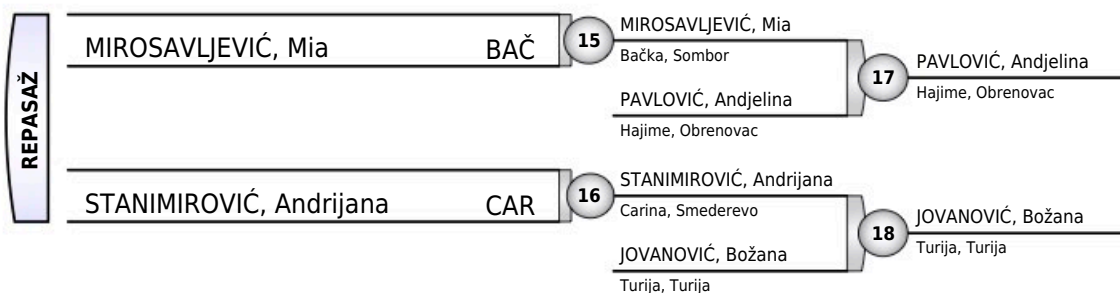 REPASAŽ
MIROSAVLJEVIĆ, Mia BAČ
15
MIROSAVLJEVIĆ, Mia
Bačka, Sombor
PAVLOVIĆ, Andjelina
Hajime, Obrenovac
17
PAVLOVIĆ, Andjelina
Hajime, Obrenovac
STANIMIROVIĆ, Andrijana CAR
16
STANIMIROVIĆ, Andrijana
Carina, Smederevo
JOVANOVIĆ, Božana
Turija, Turija
18
JOVANOVIĆ, Božana
Turija, Turija